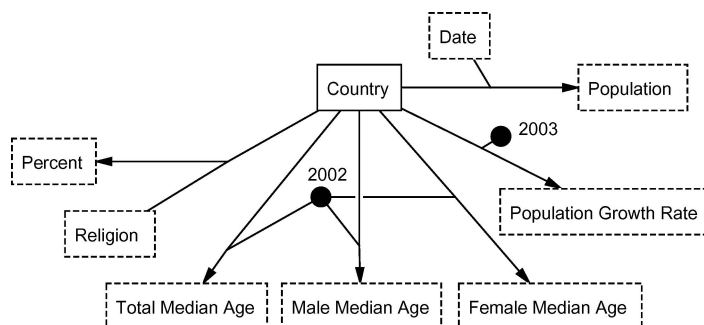 Date
Country
Population
2003
Percent
2002
Religion
Population Growth Rate
Total Median Age
Male Median Age
Female Median Age